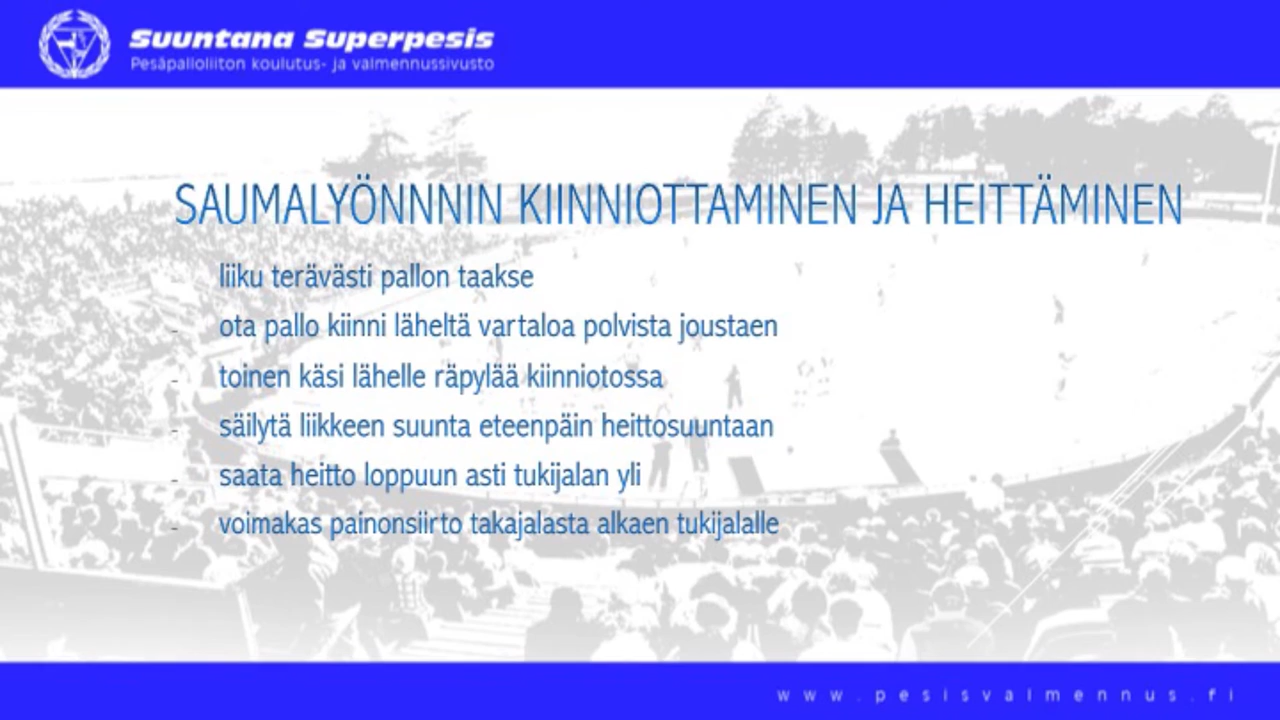 Suuntana Superpesis
Pesäpalloliiton koulutus- ja valmennussivusto
SAUMALYÖNNNIN KIINNIOTTAMINEN JA HEITTÄMINEN
- liiku terävästi pallon taakse
- ota pallo kiinni läheltä vartaloa polvista joustaen
- toinen käsi lähelle räpylää kiinniotossa
- säilytä liikkeen suunta eteenpäin heittosuuntaan
- saata heitto loppuun asti tukijalan yli
- voimakas painonsiirto takajalasta alkaen tukijalalle
www.pesisvalmennus.fi